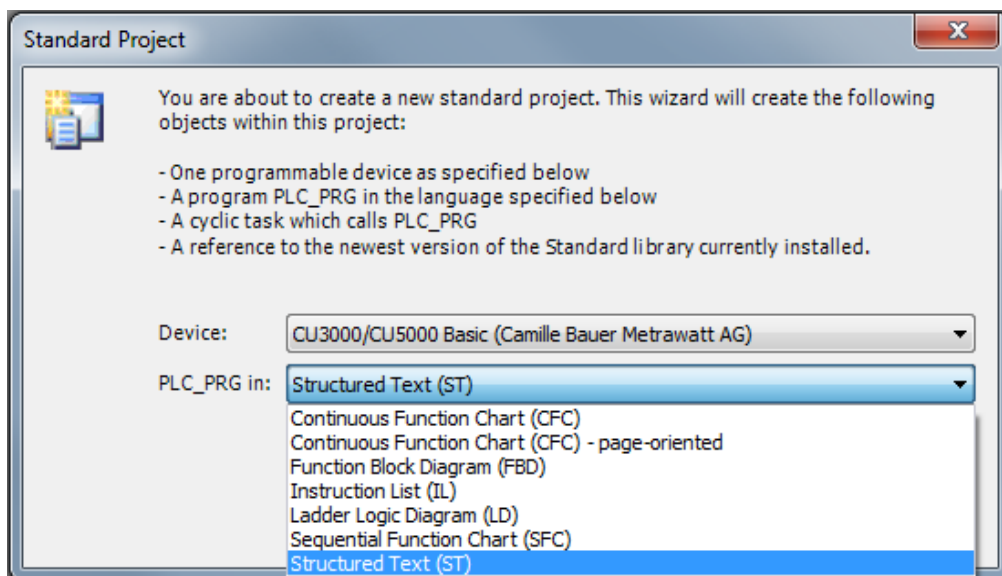 Standard Project
You are about to create a new standard project. This wizard will create the following
objects within this project:
- One programmable device as specified below
- A program PLC_PRG in the language specified below
- A cyclic task which calls PLC_PRG
- A reference to the newest version of the Standard library currently installed.
Device: CU3000/CU5000 Basic (Camille Bauer Metrawatt AG)
PLC_PRG in: Structured Text (ST)
Continuous Function Chart (CFC)
Continuous Function Chart (CFC) - page-oriented
Function Block Diagram (FBD)
Instruction List (IL)
Ladder Logic Diagram (LD)
Sequential Function Chart (SFC)
Structured Text (ST)